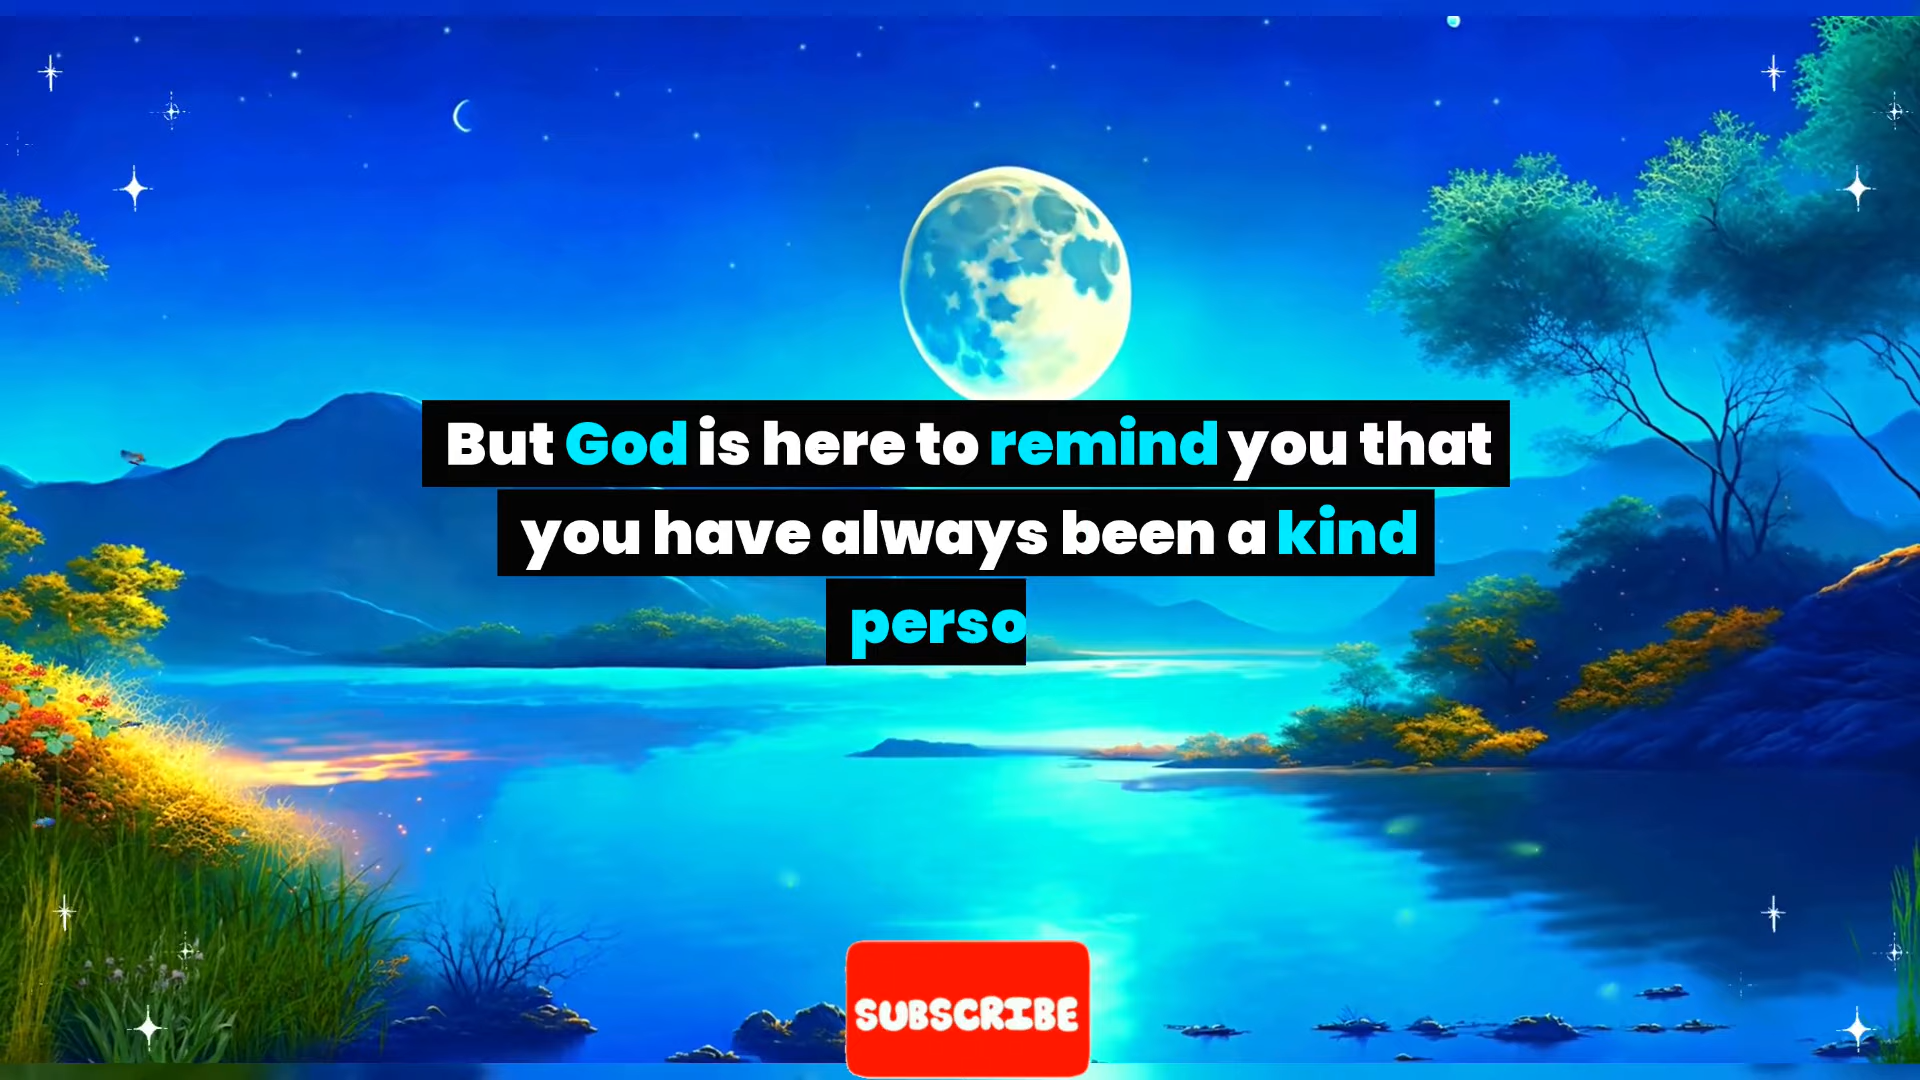 But God is here to remind you that
you have always been a kind
perso
SUBSCRIBE